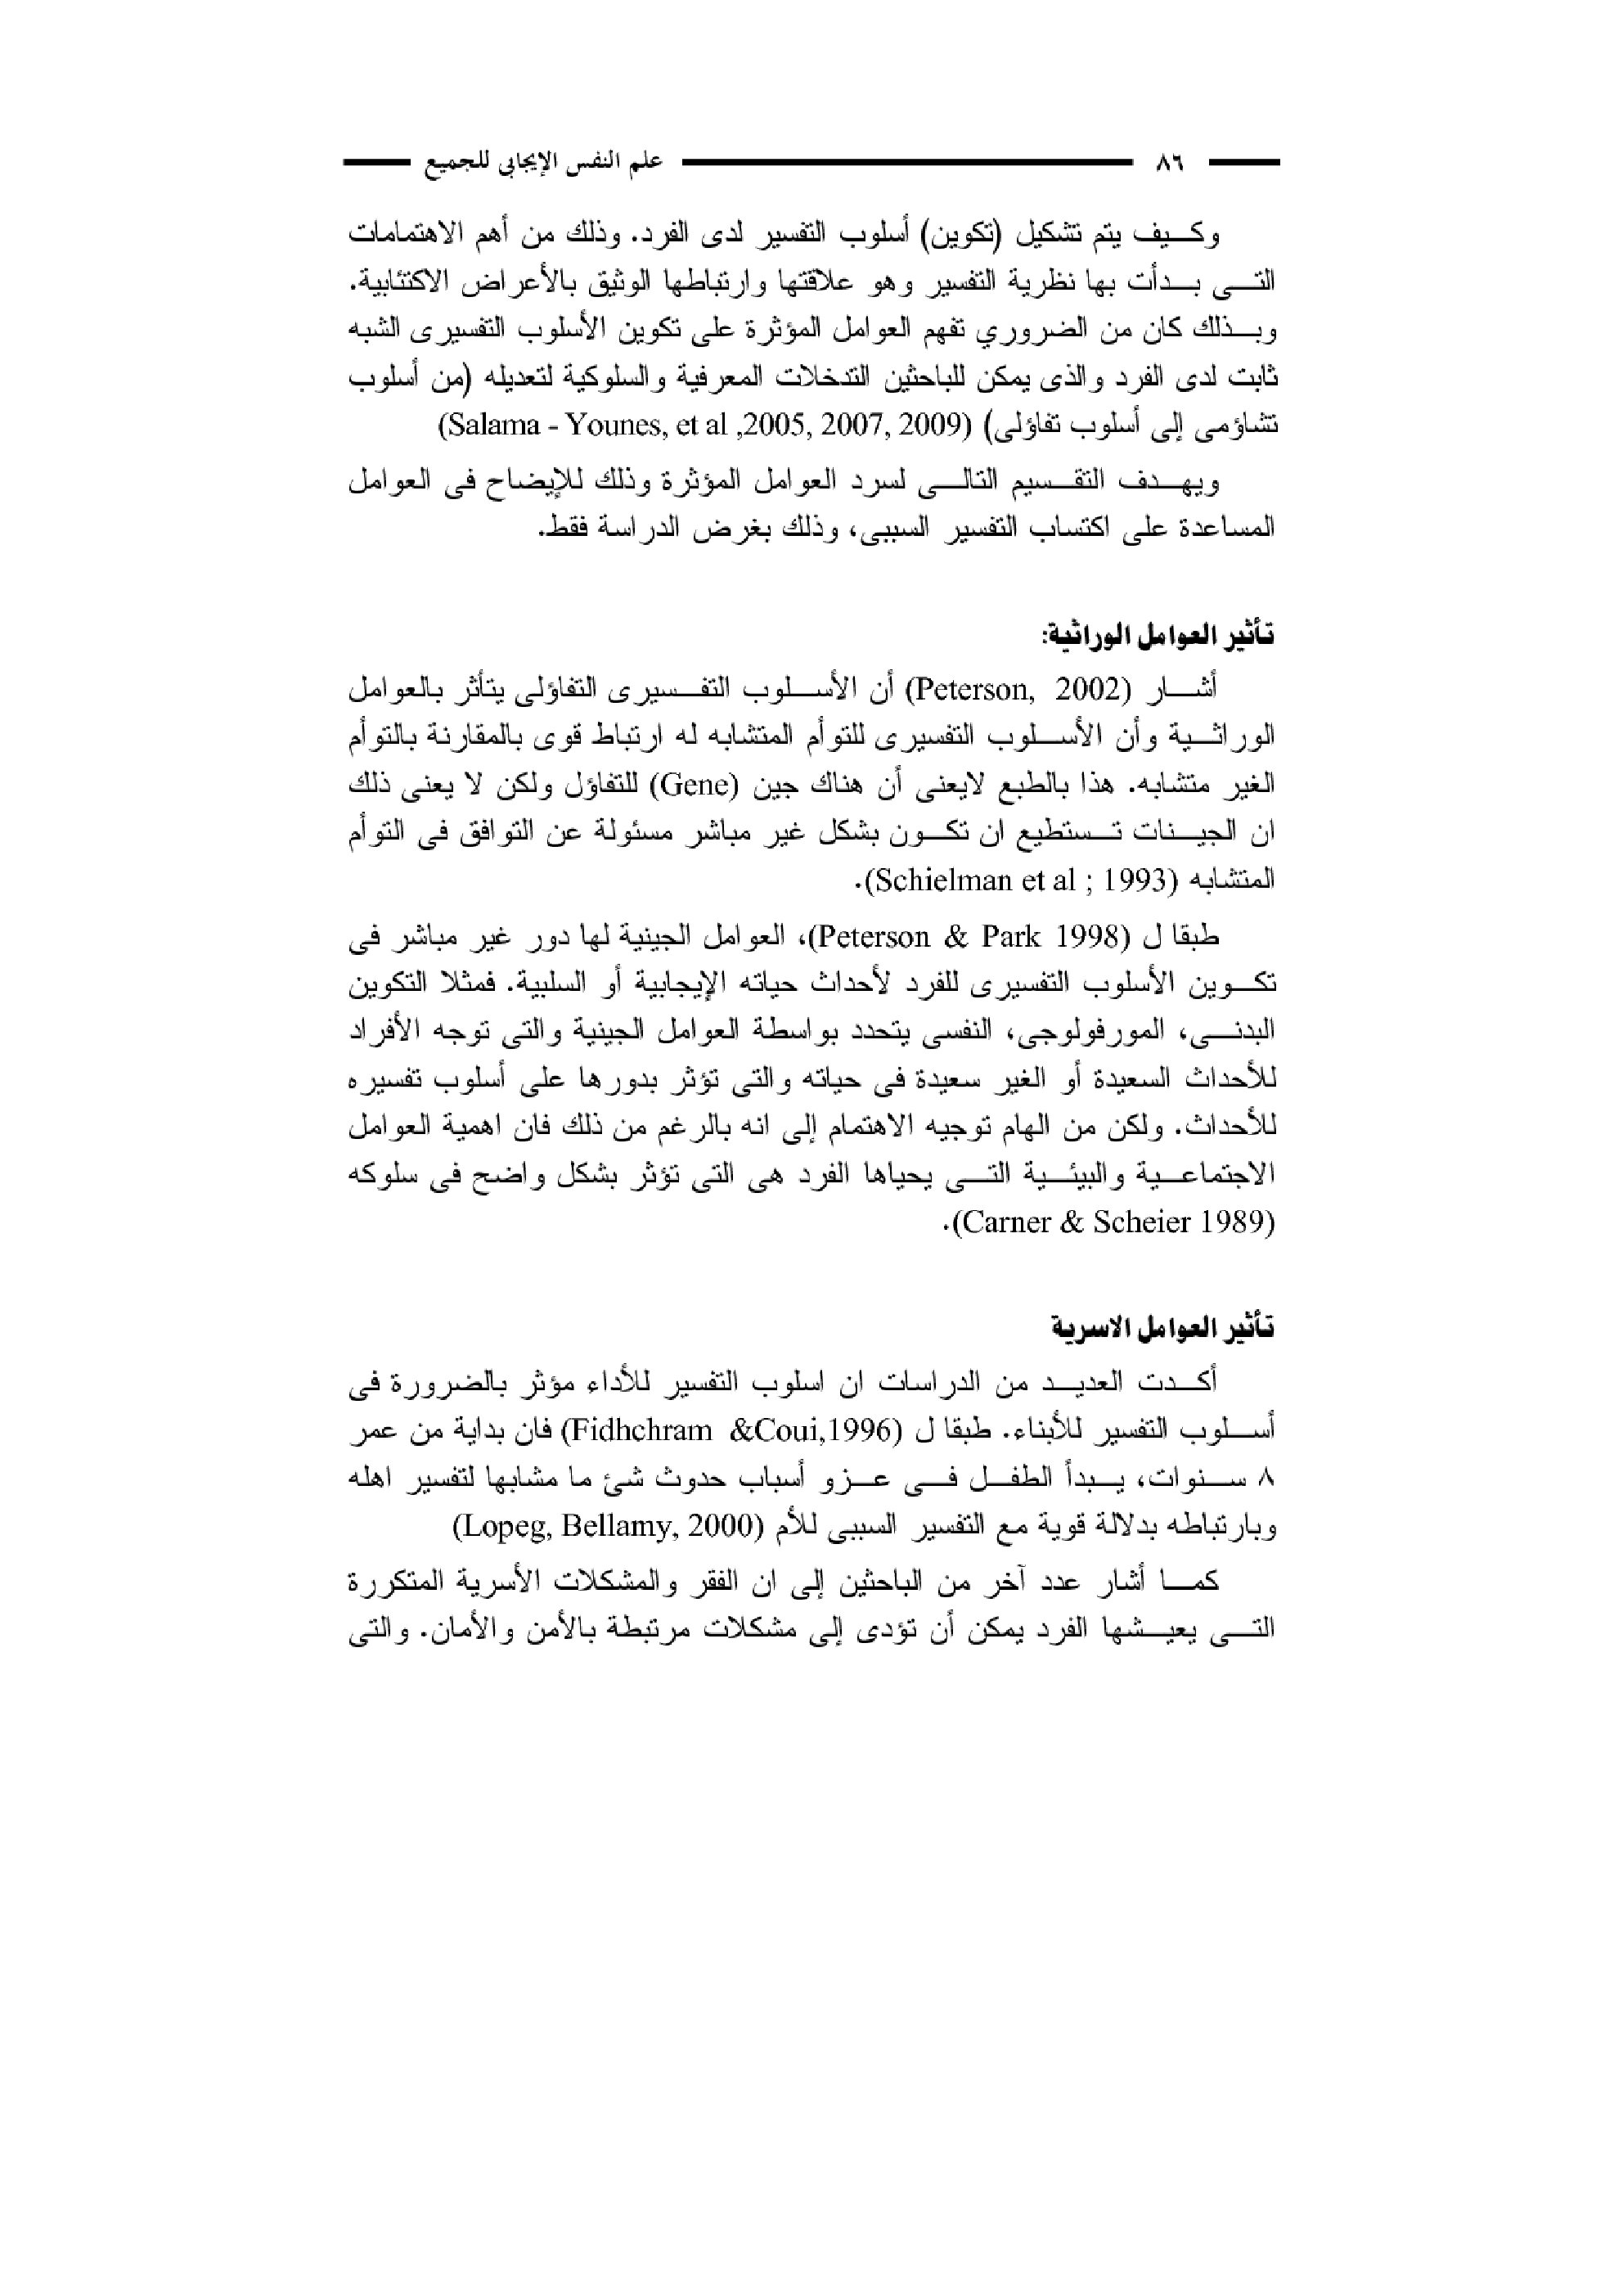 ٨٦ علم النفس الإيجابي للجميع
وكيف يتم تشكيل (تكوين) أسلوب التفسير لدى الفرد. وذلك من أهم الاهتمامات
التى بدأت بها نظرية التفسير وهو علاقتها وارتباطها الوثيق بالأعراض الاكتئابية.
وبذلك كان من الضروري تفهم العوامل المؤثرة على تكوين الأسلوب التفسيرى الشبه
ثابت لدى الفرد والذى يمكن للباحثين التدخلات المعرفية والسلوكية لتعديله (من أسلوب
تشاؤمى إلى أسلوب تفاؤلى) (Salama - Younes, et al ,2005, 2007, 2009)
ويهدف التقسيم التالى لسرد العوامل المؤثرة وذلك للإيضاح فى العوامل
المساعدة على اكتساب التفسير السببى، وذلك بغرض الدراسة فقط.
تأثير العوامل الوراثية:
أشار (Peterson, 2002) أن الأسلوب التفسيرى التفاؤلى يتأثر بالعوامل
الوراثية وأن الأسلوب التفسيرى للتوأم المتشابه له ارتباط قوى بالمقارنة بالتوأم
الغير متشابه. هذا بالطبع لايعنى أن هناك جين (Gene) للتفاؤل ولكن لا يعنى ذلك
ان الجينات تستطيع ان تكون بشكل غير مباشر مسئولة عن التوافق فى التوأم
المتشابه (Schielman et al ; 1993).
طبقا ل (Peterson & Park 1998)، العوامل الجينية لها دور غير مباشر فى
تكوين الأسلوب التفسيرى للفرد لأحداث حياته الإيجابية أو السلبية. فمثلا التكوين
البدنى، المورفولوجى، النفسى يتحدد بواسطة العوامل الجينية والتى توجه الأفراد
للأحداث السعيدة أو الغير سعيدة فى حياته والتى تؤثر بدورها على أسلوب تفسيره
للأحداث. ولكن من الهام توجيه الاهتمام إلى انه بالرغم من ذلك فان اهمية العوامل
الاجتماعية والبيئية التى يحياها الفرد هى التى تؤثر بشكل واضح فى سلوكه
(Carner & Scheier 1989).
تأثير العوامل الاسرية
أكدت العديد من الدراسات ان اسلوب التفسير للأداء مؤثر بالضرورة فى
أسلوب التفسير للأبناء. طبقا ل (Fidhchram &Coui,1996) فان بداية من عمر
٨ سنوات، يبدأ الطفل فى عزو أسباب حدوث شئ ما مشابها لتفسير اهله
وبارتباطه بدلالة قوية مع التفسير السببى للأم (Lopeg, Bellamy, 2000)
كما أشار عدد آخر من الباحثين إلى ان الفقر والمشكلات الأسرية المتكررة
التى يعيشها الفرد يمكن أن تؤدى إلى مشكلات مرتبطة بالأمن والأمان. والتى